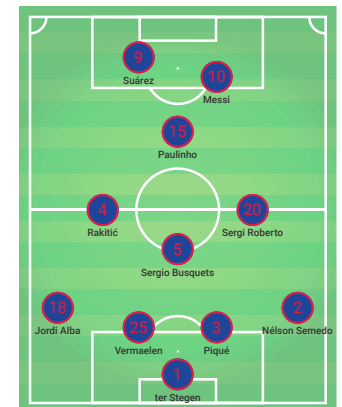 9
Suárez
10
Messi
15
Paulinho
4
Rakitić
20
Sergi Roberto
5
Sergio Busquets
18
Jordi Alba
25
Vermaelen
3
Piqué
2
Nélson Semedo
1
ter Stegen